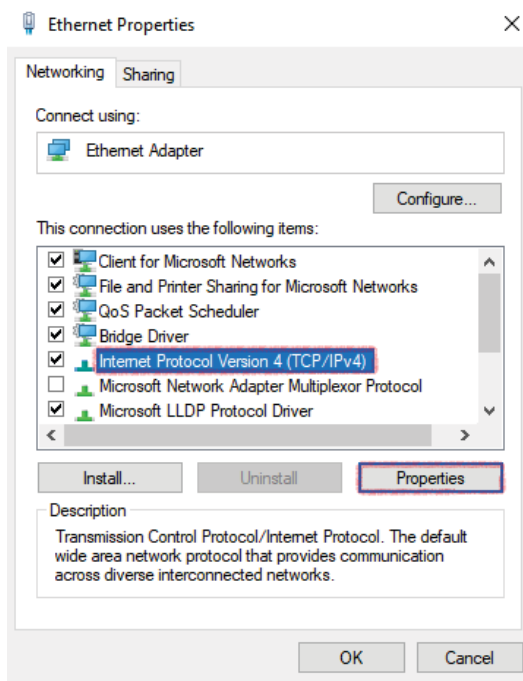 Ethernet Properties
Networking
Sharing
Connect using:
Ethernet Adapter
Configure...
This connection uses the following items:
Client for Microsoft Networks
File and Printer Sharing for Microsoft Networks
QoS Packet Scheduler
Bridge Driver
Internet Protocol Version 4 (TCP/IPv4)
Microsoft Network Adapter Multiplexor Protocol
Microsoft LLDP Protocol Driver
Install...
Uninstall
Properties
Description
Transmission Control Protocol/Internet Protocol. The default
wide area network protocol that provides communication
across diverse interconnected networks.
OK
Cancel